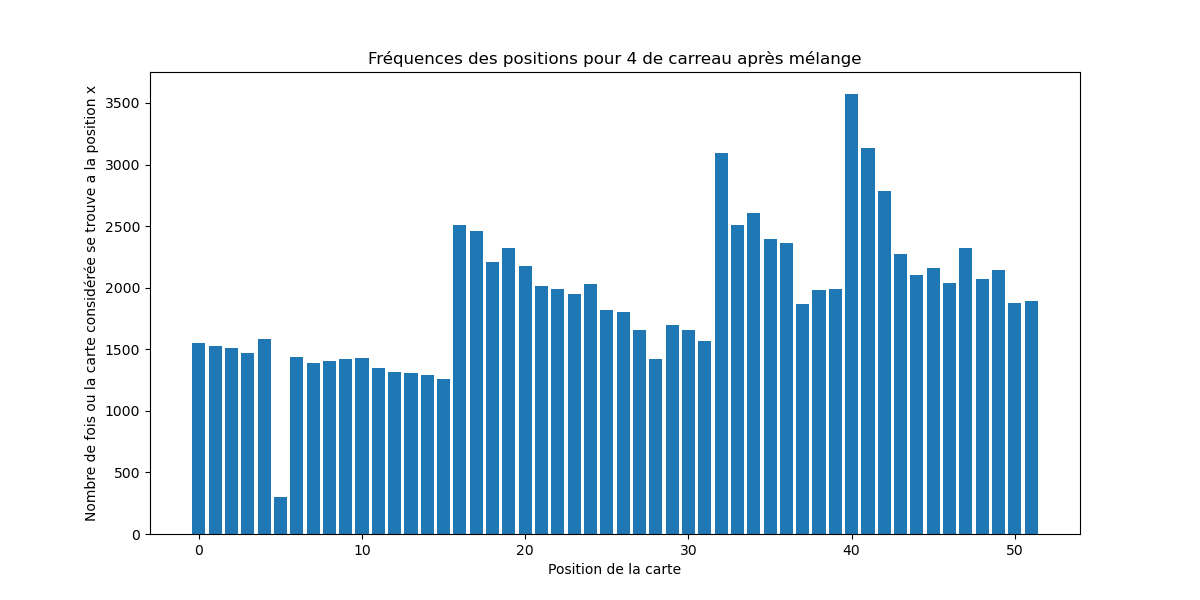 Fréquences des positions pour 4 de carreau après mélange
Nombre de fois ou la carte considérée se trouve a la position x
3500
3000
2500
2000
1500
1000
500
0
0 10 20 30 40 50
Position de la carte